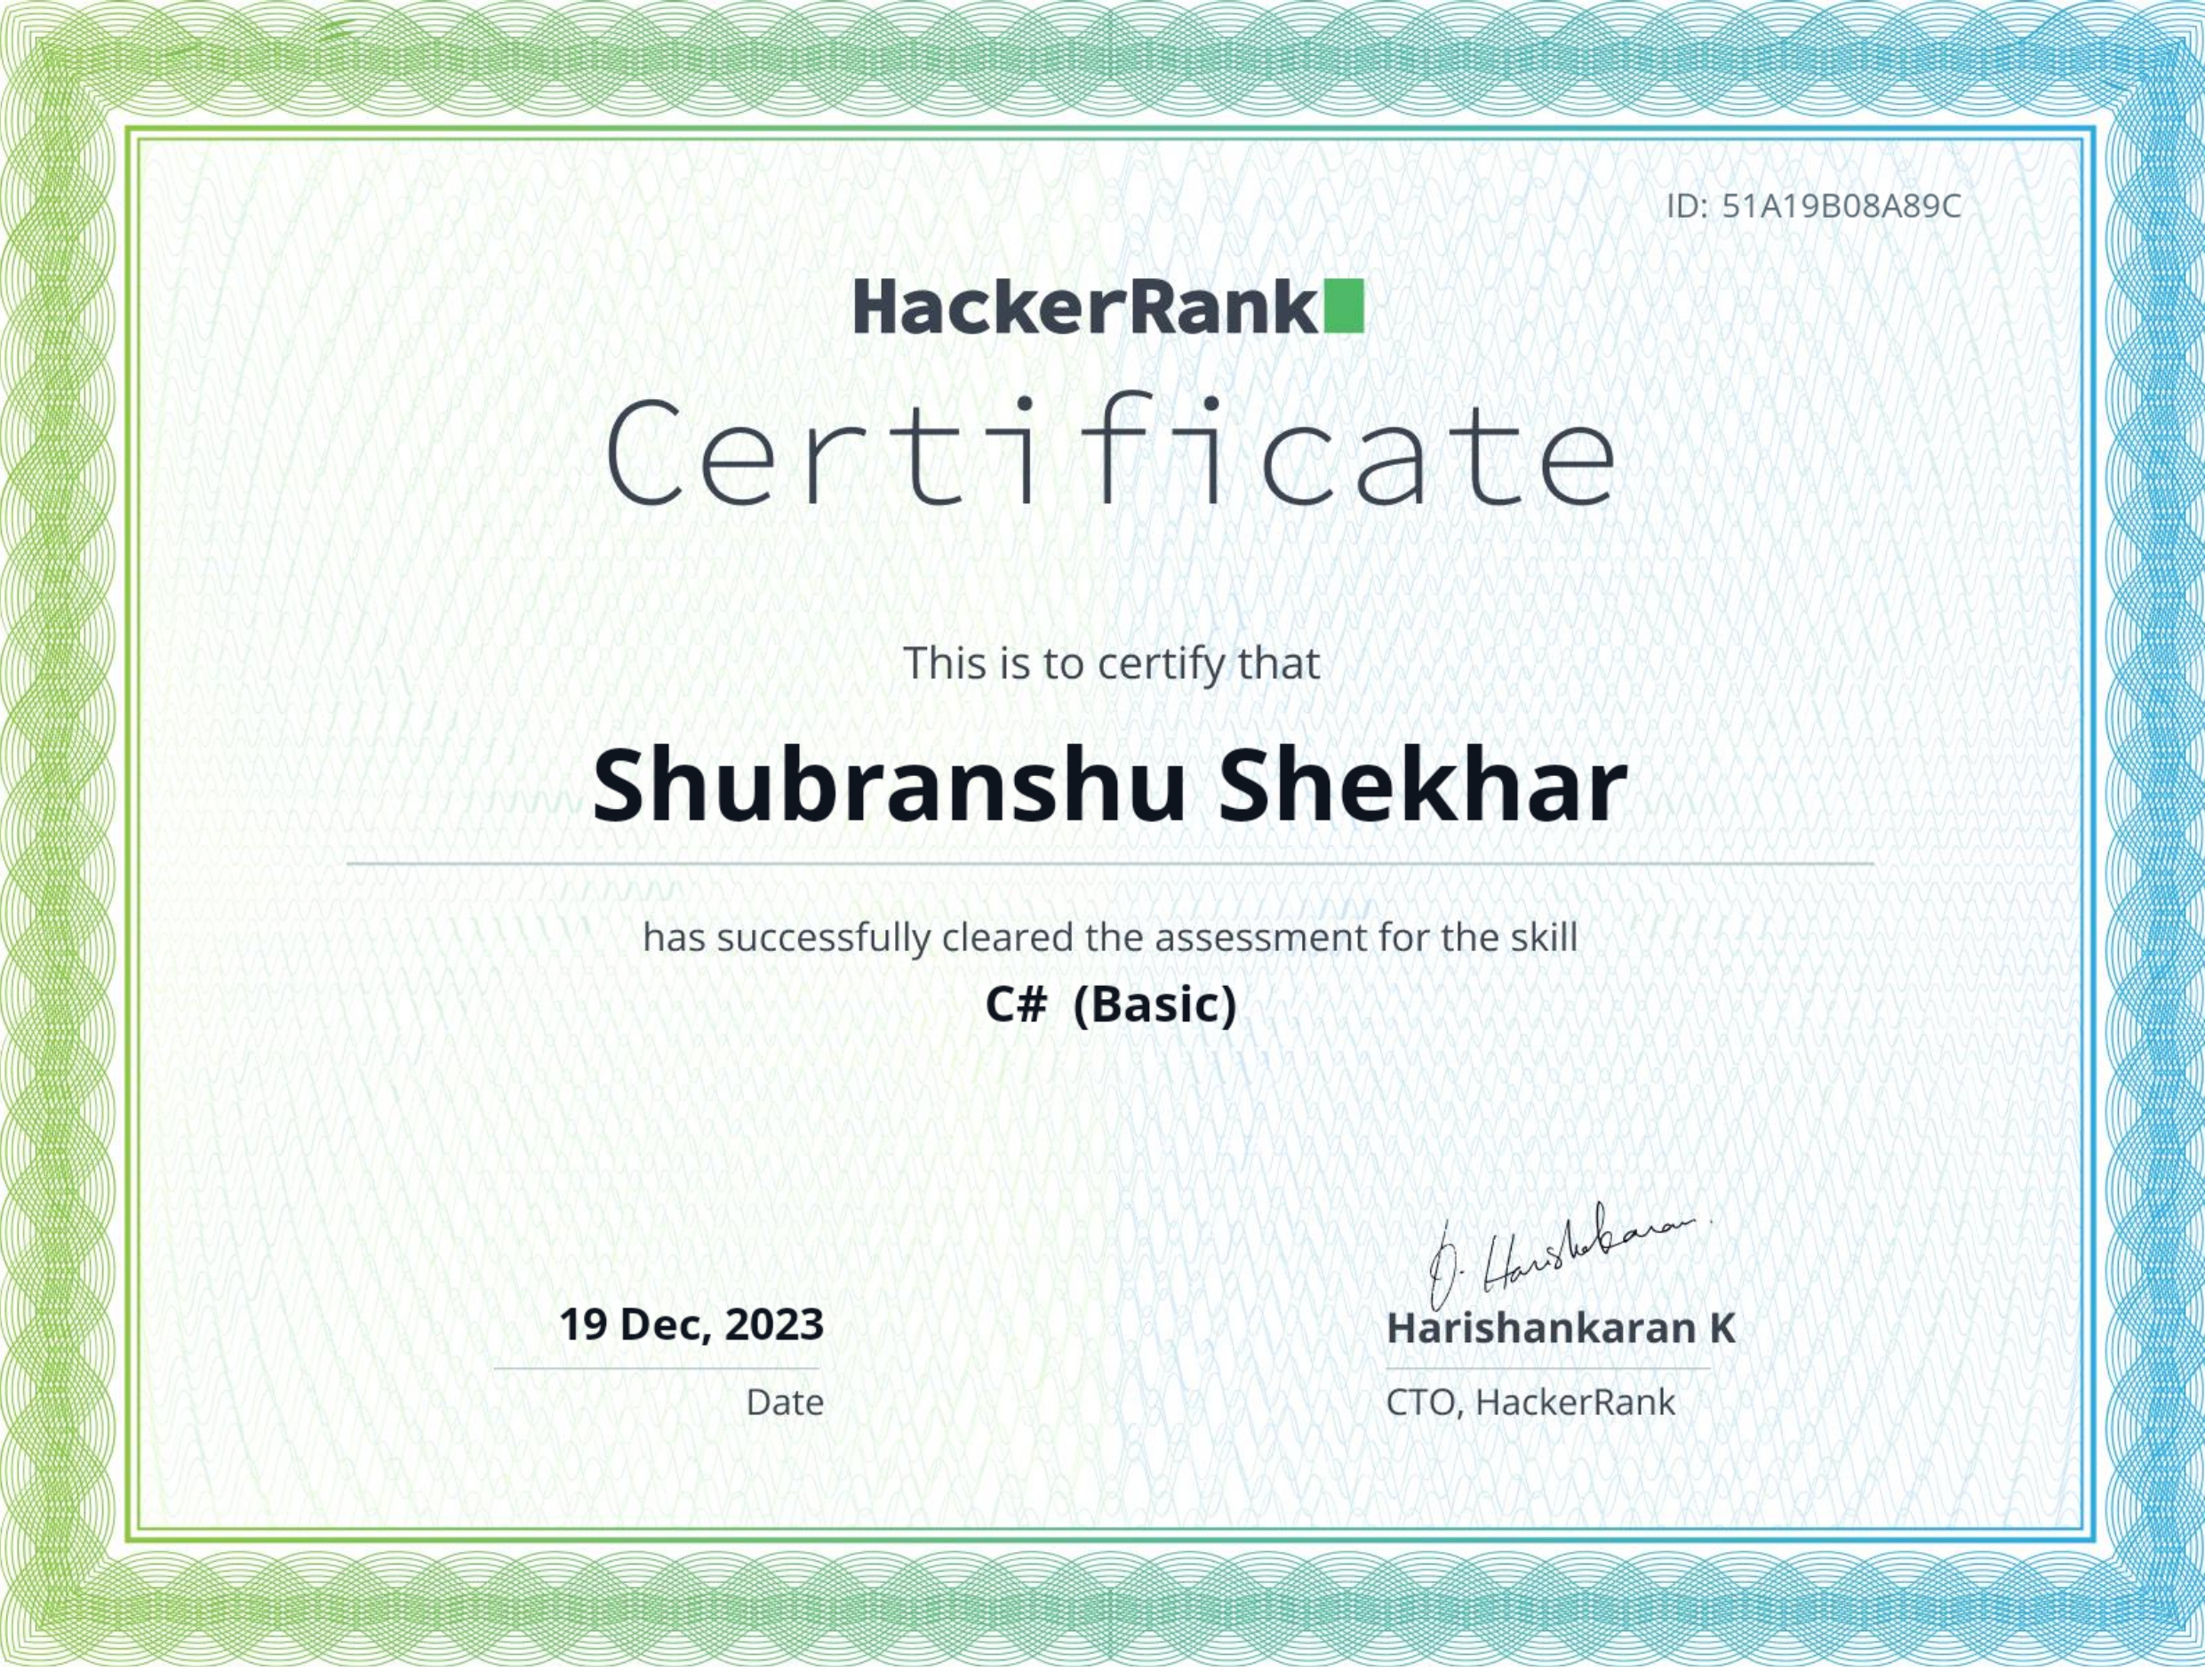 ID: 51A19B08A89C
HackerRank
Certificate
This is to certify that
Shubranshu Shekhar
has successfully cleared the assessment for the skill
C# (Basic)
D. Harishankaran
19 Dec, 2023
Harishankaran K
Date
CTO, HackerRank